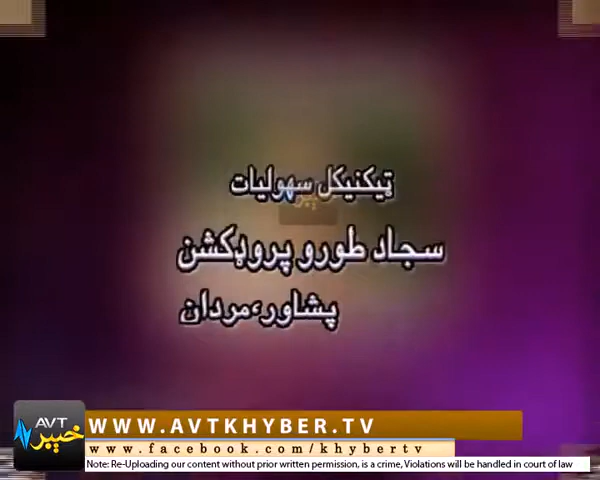 ټیکنیکل سهولیات
سجاد طورو پروډکشن
پشاور،مردان
AVT
خیبر
WWW.AVTKHYBER.TV
www.facebook.com/khybertv
Note: Re-Uploading our content without prior written permission, is a crime, Violations will be handled in court of law